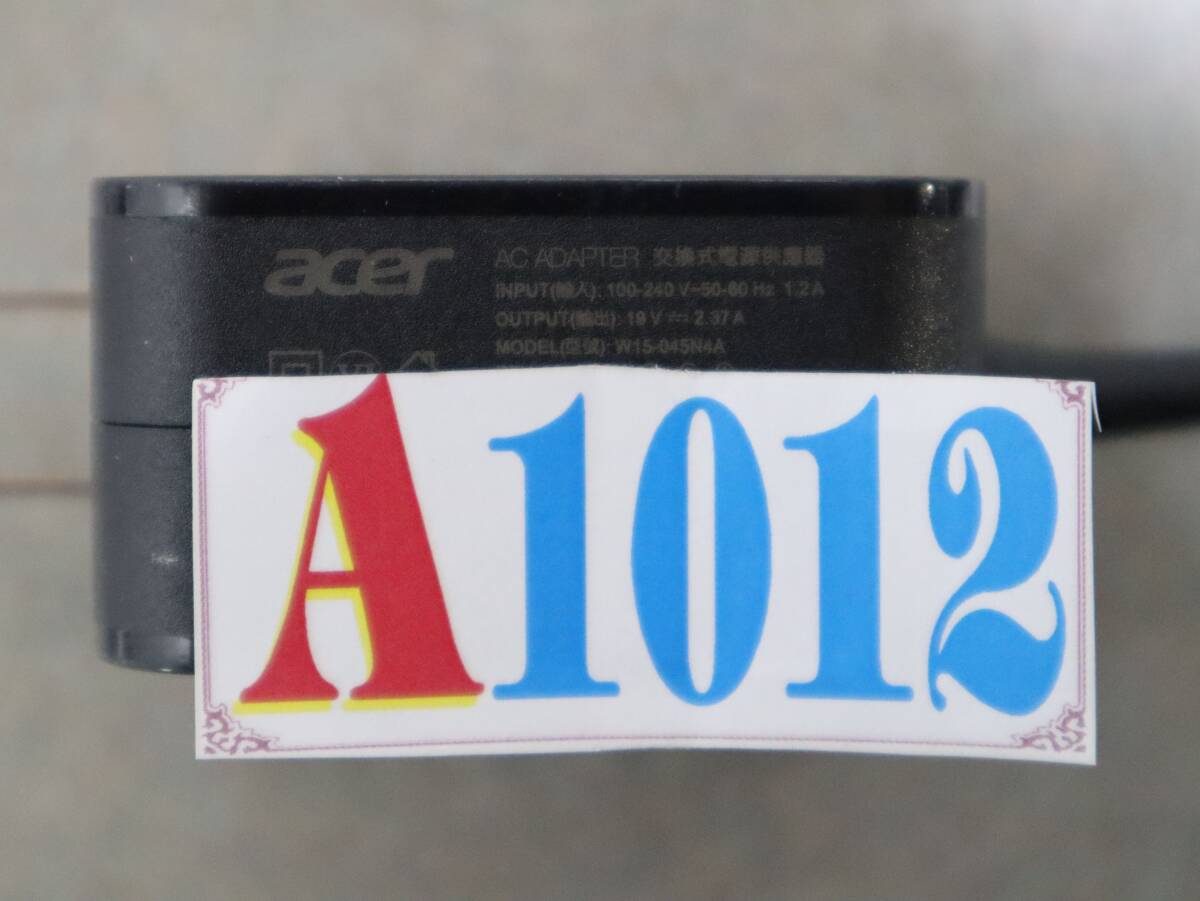 acer
AC ADAPTER 交換式電源供應器
INPUT(輸入): 100-240 V~50-60 Hz 1.2 A
OUTPUT(輸出): 19 V ⎓ 2.37 A
MODEL(型號): W15-045N4A
A1012